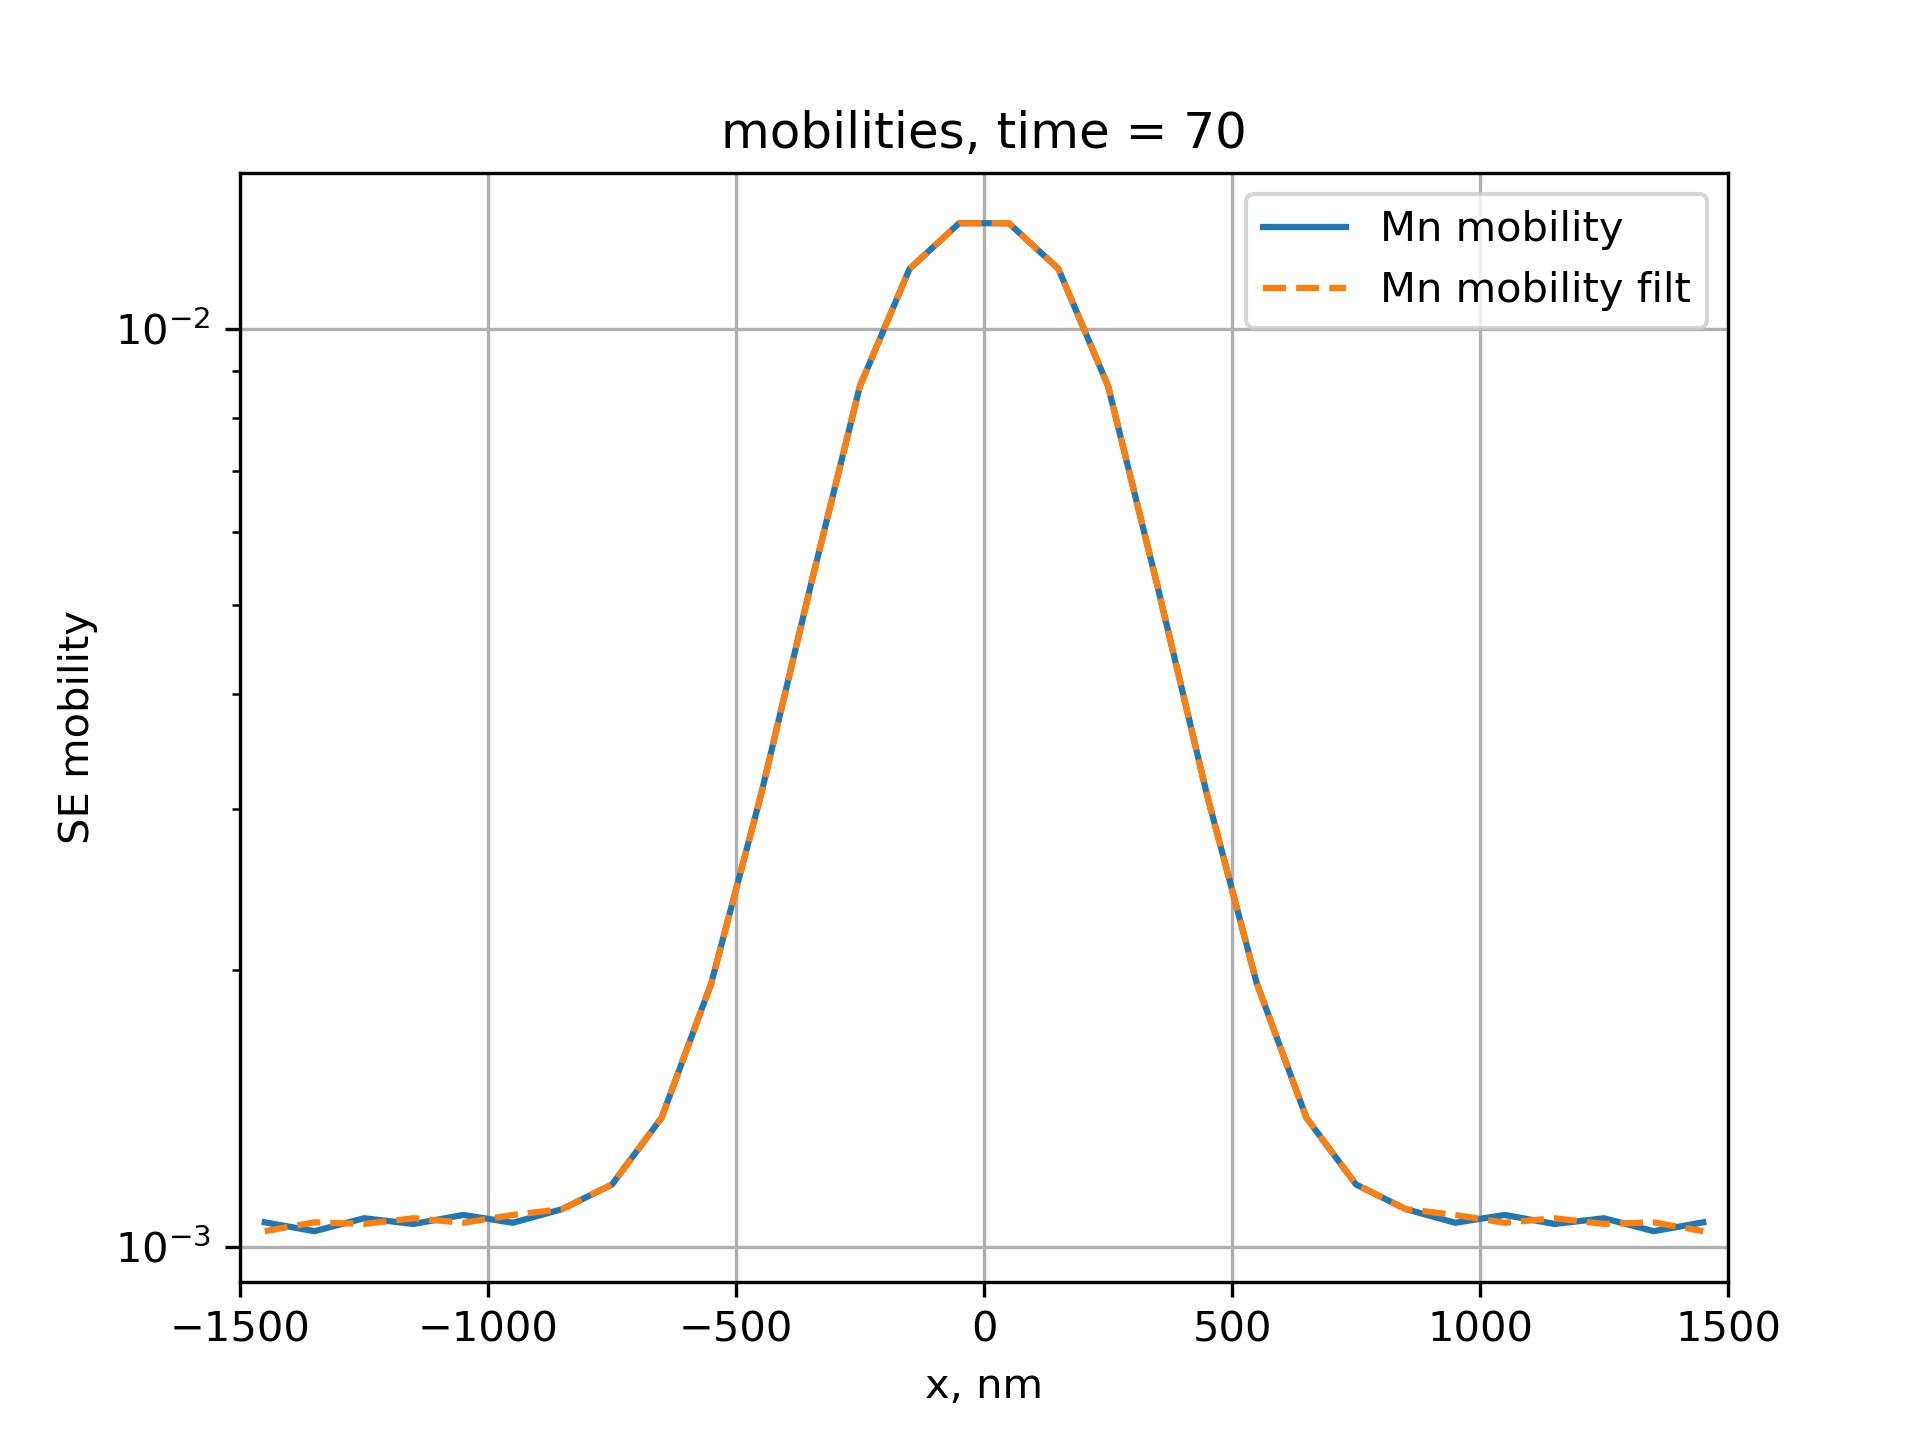 mobilities, time = 70
Mn mobility
Mn mobility filt
10⁻²
10⁻³
SE mobility
−1500 −1000 −500 0 500 1000 1500
x, nm